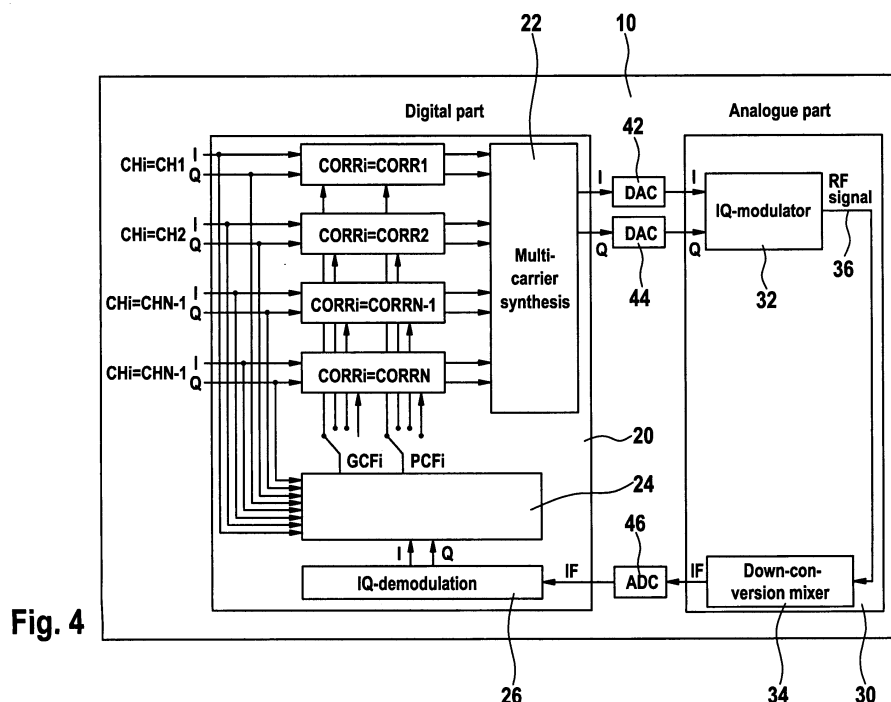 22
10
Digital part
Analogue part
42
CHi=CH1
I
Q
CORRi=CORR1
I
DAC
I
RF
signal
IQ-modulator
CHi=CH2
I
Q
CORRi=CORR2
Multi-
carrier
synthesis
Q
DAC
Q
44
32
36
CHi=CHN-1
I
Q
CORRi=CORRN-1
CHi=CHN-1
I
Q
CORRi=CORRN
GCFi
PCFi
20
24
46
I
Q
IF
ADC
IF
IQ-demodulation
Down-con-
version mixer
Fig. 4
26
34
30